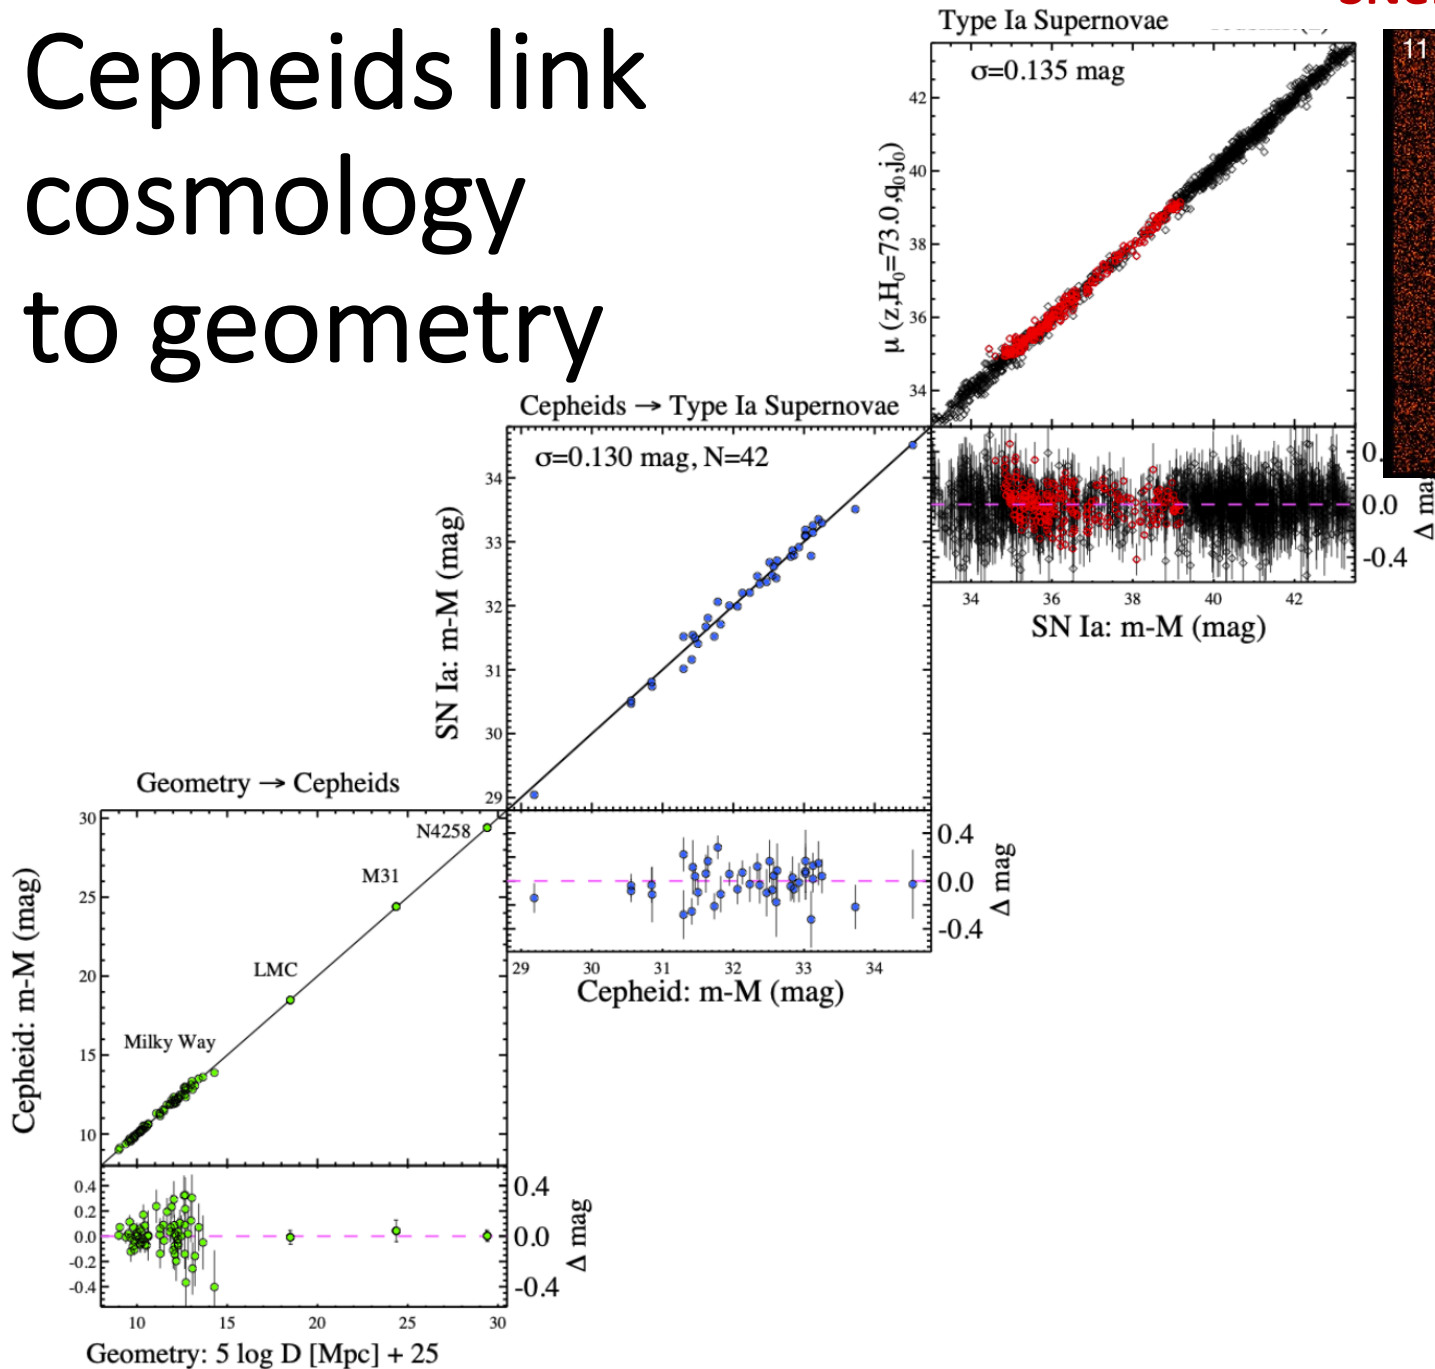 Cepheids link
cosmology
to geometry
Type Ia Supernovae
11
σ=0.135 mag
μ (z,H₀=73.0,q₀,j₀)
42
40
38
36
34
0.0
-0.4
Δ mag
34 36 38 40 42
SN Ia: m-M (mag)
Cepheids → Type Ia Supernovae
σ=0.130 mag, N=42
SN Ia: m-M (mag)
34
33
32
31
30
29
0.4
0.0
-0.4
Δ mag
29 30 31 32 33 34
Cepheid: m-M (mag)
Geometry → Cepheids
N4258
M31
LMC
Milky Way
Cepheid: m-M (mag)
30
25
20
15
10
0.4
0.2
0.0
-0.2
-0.4
0.4
0.0
-0.4
Δ mag
10 15 20 25 30
Geometry: 5 log D [Mpc] + 25